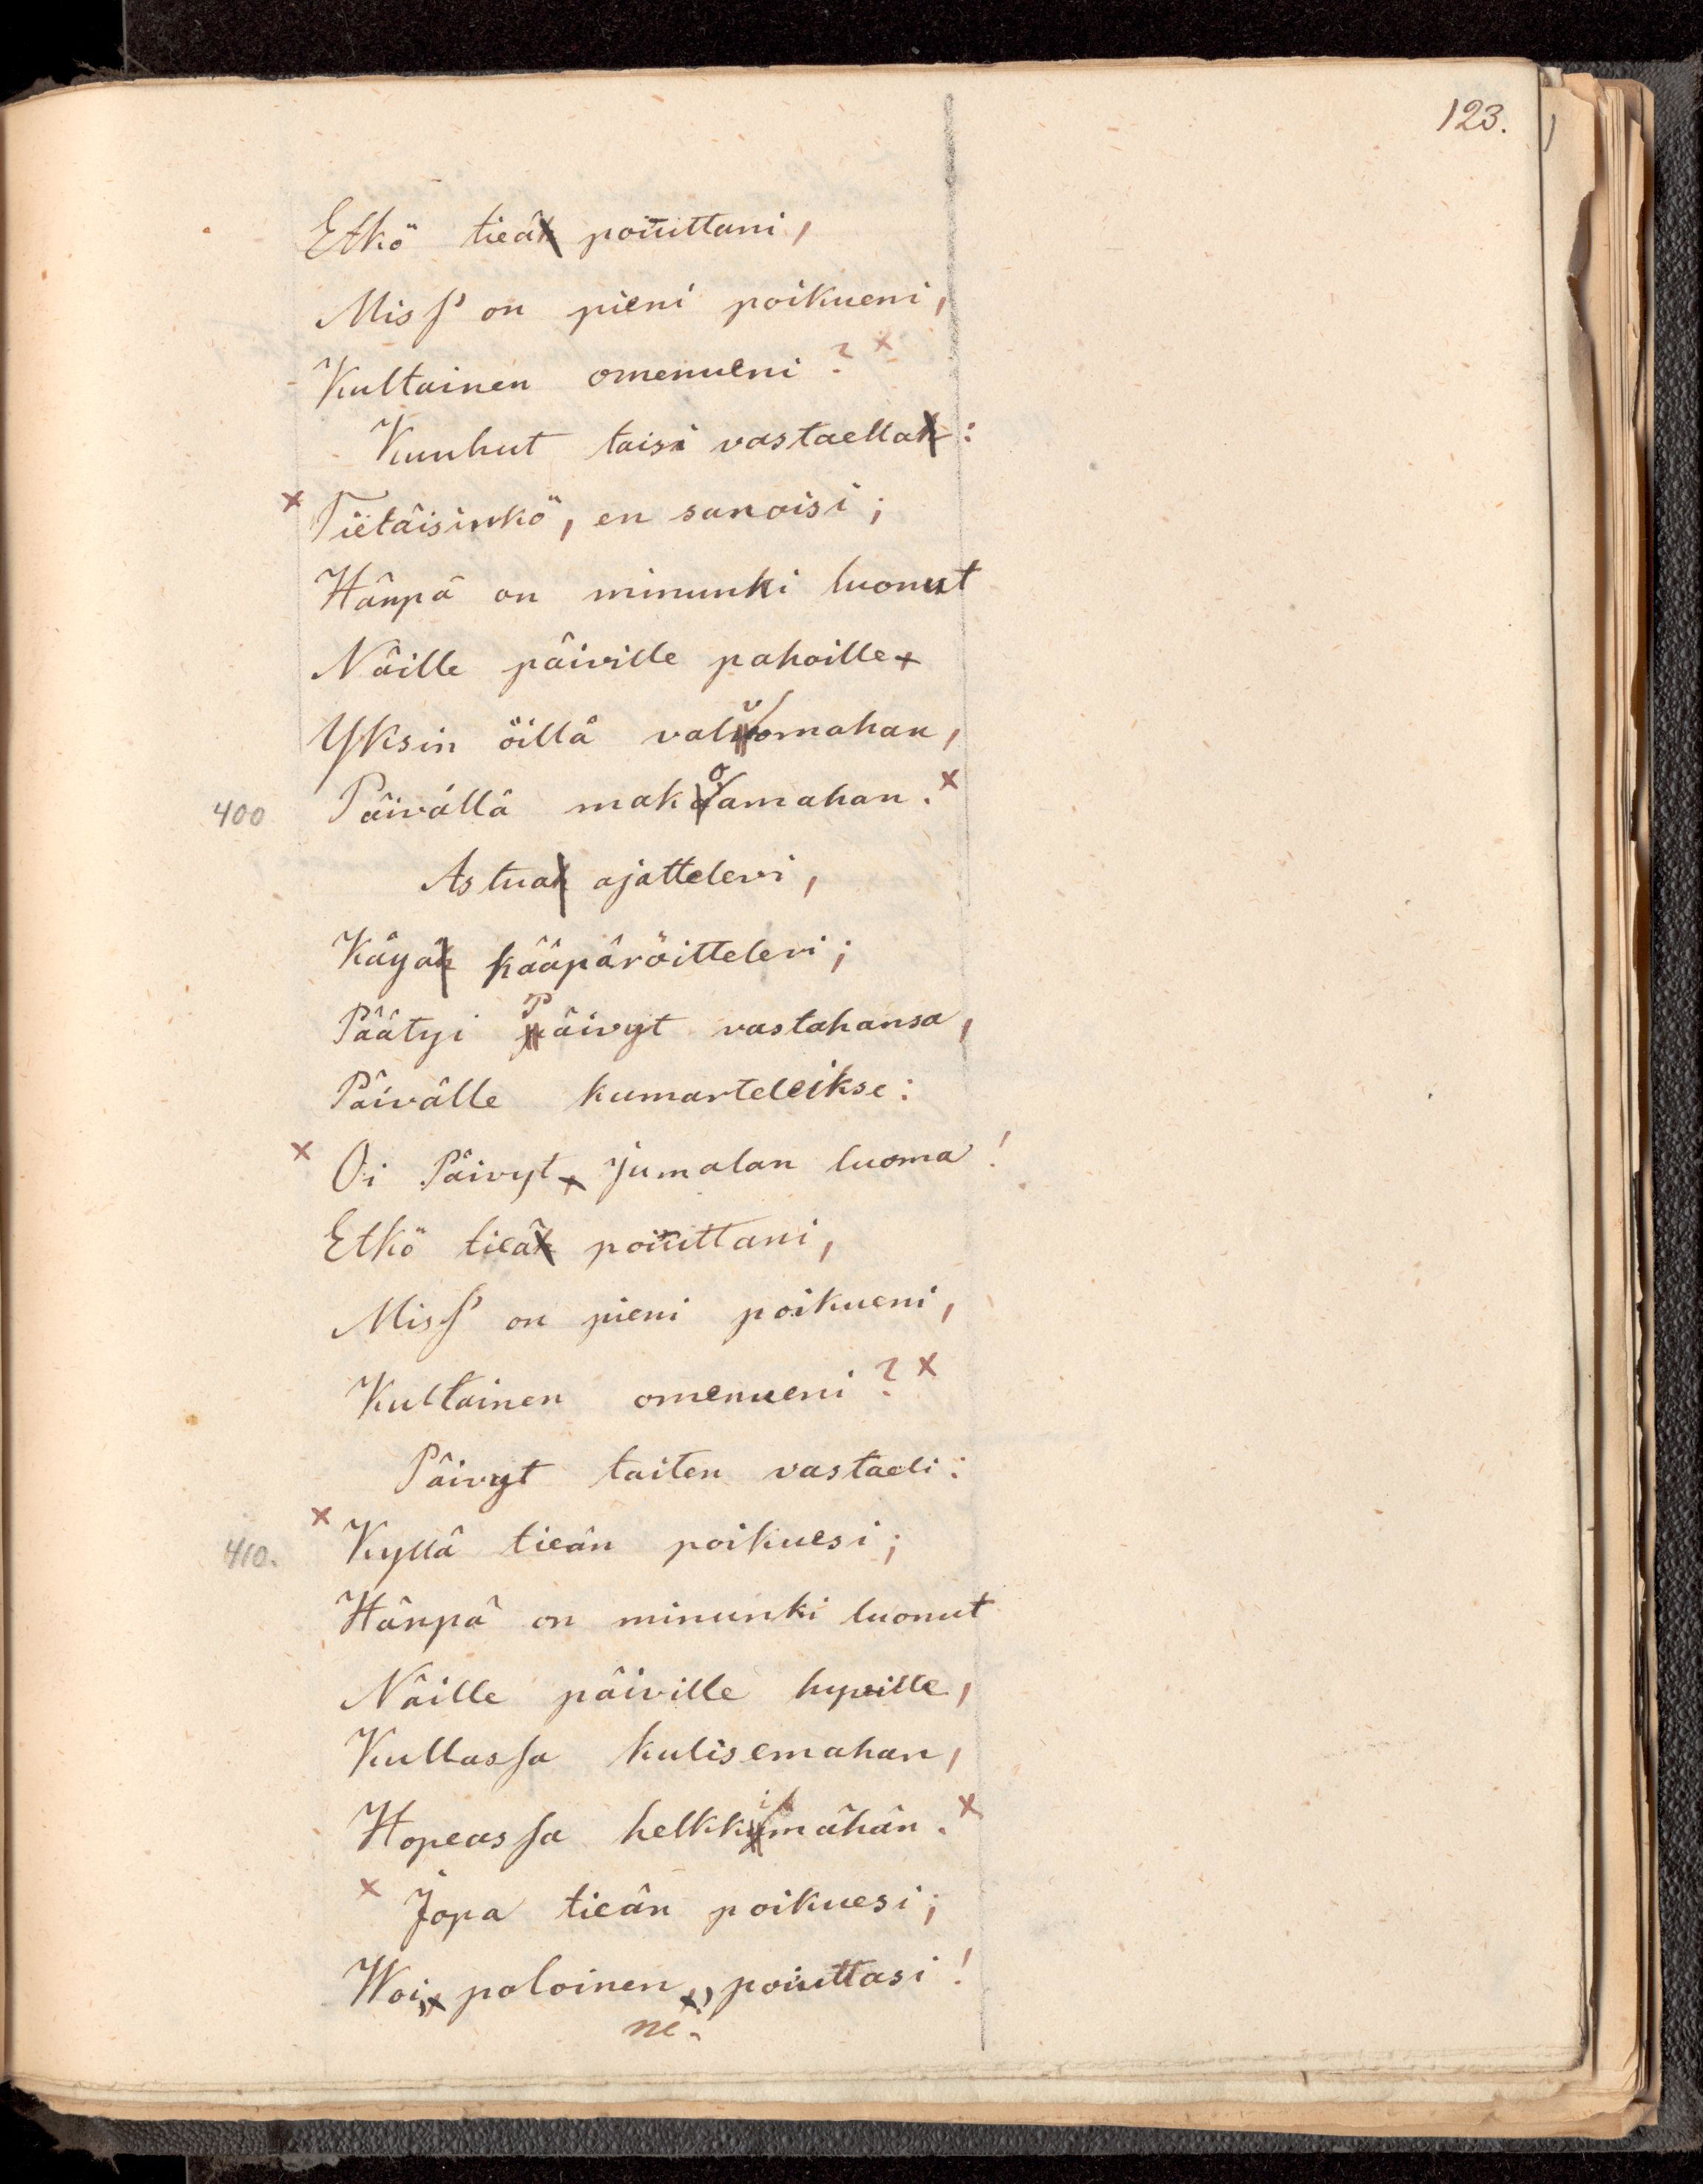 123.
Etkö tieä poiuttani,
Miss' on pieni poikueni,
Kultainen omenueni?
Kuuhut taisi vastaella:
Tietäisinkö, en sanoisi;
Hänpä on minunki luonut
Näille päiville pahoille
Yksin öillä valvomahan,
400 Päivällä makoamahan.
Astua ajattelevi,
Käyä kääpäröittelevi;
Päätyi Päivyt vastahansa,
Päivälle kumarteleikse:
Oi Päivyt Jumalan luoma!
Etkö tieä poiuttani,
Miss' on pieni poikueni,
Kultainen omenueni?
Päivyt taiten vastaeli:
410. Kyllä tieän poikuesi;
Hänpä on minunki luonut
Näille päiville hyville,
Kullassa kulisemahan,
Hopeassa helkkimähän.
Jopa tieän poikuesi;
Woi, poloinen, poiuttasi!
ne.